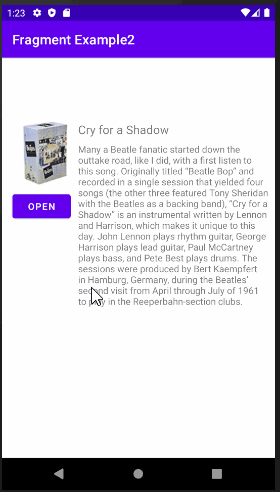 1:23
Fragment Example2
Cry for a Shadow
Many a Beatle fanatic started down the
outtake road, like I did, with a first listen to
this song. Originally titled "Beatle Bop" and
recorded in a single session that yielded four
songs (the other three featured Tony Sheridan
with the Beatles as a backing band), "Cry for a
Shadow" is an instrumental written by Lennon
and Harrison, which makes it unique to this
day. John Lennon plays rhythm guitar, George
Harrison plays lead guitar, Paul McCartney
plays bass, and Pete Best plays drums. The
sessions were produced by Bert Kaempfert
in Hamburg, Germany, during the Beatles'
second visit from April through July of 1961
to play in the Reeperbahn-section clubs.
OPEN